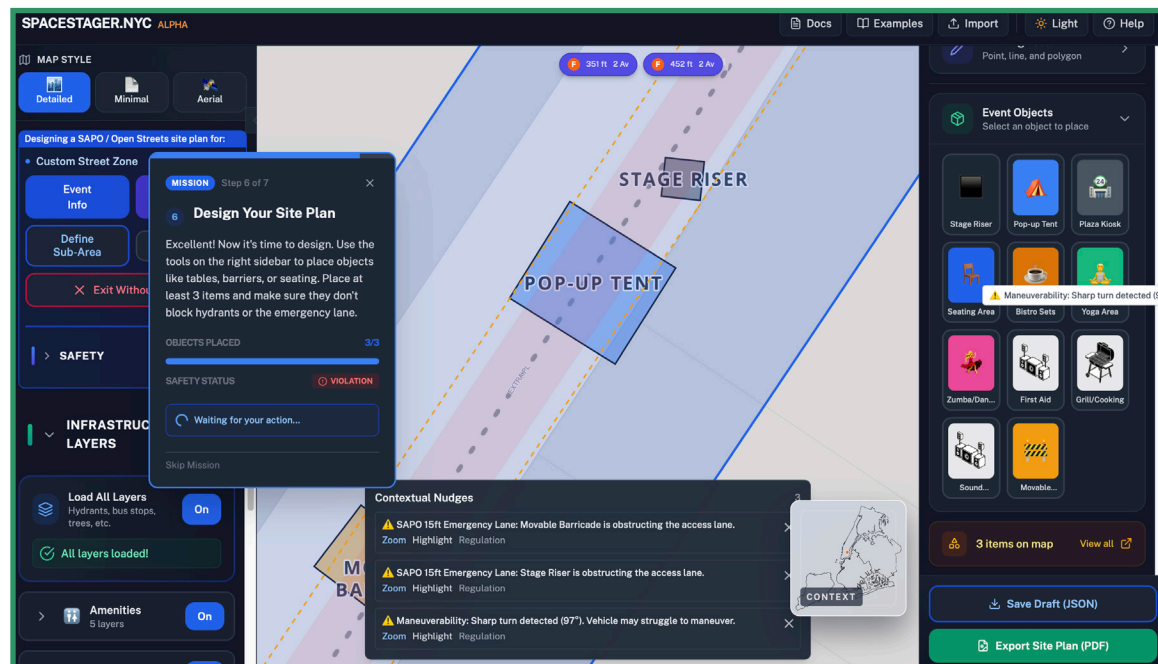 SPACESTAGER.NYC ALPHA
Docs
Examples
Import
Light
Help
MAP STYLE
Detailed
Minimal
Aerial
Designing a SAPO / Open Streets site plan for:
Custom Street Zone
Event
Info
Define
Sub-Area
Exit Withou
SAFETY
INFRASTRUC
LAYERS
Load All Layers
Hydrants, bus stops,
trees, etc.
On
All layers loaded!
Amenities
5 layers
On
MISSION Step 6 of 7
6 Design Your Site Plan
Excellent! Now it's time to design. Use the
tools on the right sidebar to place objects
like tables, barriers, or seating. Place at
least 3 items and make sure they don't
block hydrants or the emergency lane.
OBJECTS PLACED 3/3
SAFETY STATUS VIOLATION
Waiting for your action...
Skip Mission
F 351 ft 2 Av
F 452 ft 2 Av
STAGE RISER
POP-UP TENT
M
BA
Contextual Nudges 3
SAPO 15ft Emergency Lane: Movable Barricade is obstructing the access lane.
Zoom Highlight Regulation
SAPO 15ft Emergency Lane: Stage Riser is obstructing the access lane.
Zoom Highlight Regulation
Maneuverability: Sharp turn detected (97°). Vehicle may struggle to maneuver.
Zoom Highlight Regulation
CONTEXT
Point, line, and polygon
Event Objects
Select an object to place
Stage Riser
Pop-up Tent
24
Plaza Kiosk
Seating Area
Bistro Sets
Yoga Area
Maneuverability: Sharp turn detected (9
Zumba/Dan...
First Aid
Grill/Cooking
Sound...
Movable...
3 items on map
View all
Save Draft (JSON)
Export Site Plan (PDF)